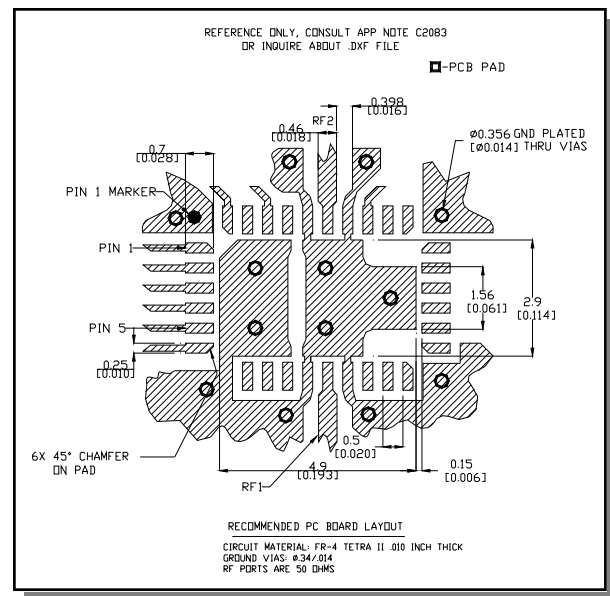 REFERENCE ONLY, CONSULT APP NOTE C2083
OR INQUIRE ABOUT .DXF FILE
-PCB PAD
0.398
[0.016]
RF2
0.46
[0.018]
0.7
[0.028]
Ø0.356 GND PLATED
[Ø0.014] THRU VIAS
PIN 1 MARKER
PIN 1
1.56
[0.061]
2.9
[0.114]
PIN 5
0.25
[0.010]
6X 45° CHAMFER
ON PAD
0.5
[0.020]
4.9
[0.193]
0.15
[0.006]
RF1
RECOMMENDED PC BOARD LAYOUT
CIRCUIT MATERIAL: FR-4 TETRA II .010 INCH THICK
GROUND VIAS: Ø.34/.014
RF PORTS ARE 50 OHMS